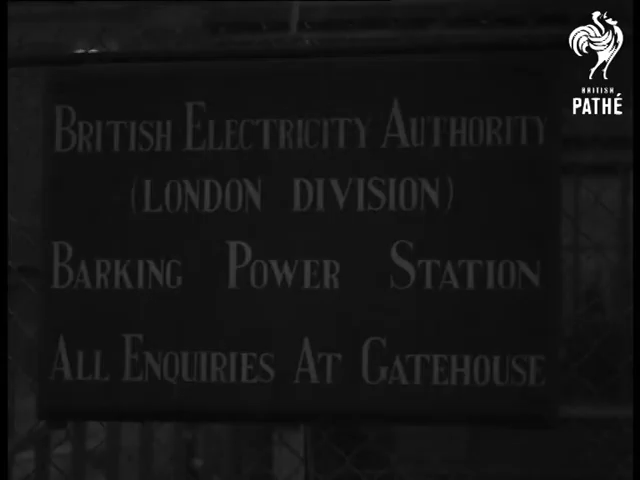 BRITISH
PATHÉ
BRITISH ELECTRICITY AUTHORITY
(LONDON DIVISION)
BARKING POWER STATION
ALL ENQUIRIES AT GATEHOUSE